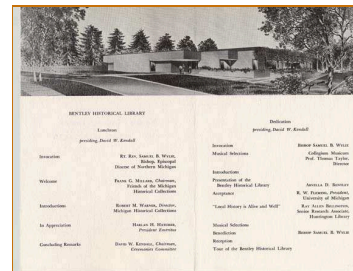 BENTLEY HISTORICAL LIBRARY
Luncheon
presiding, David W. Kendall
Invocation
RT. REV. SAMUEL B. WYLIE,
Bishop, Episcopal
Diocese of Northern Michigan
Welcome
FRANK G. MILLARD, Chairman,
Friends of the Michigan
Historical Collections
Introductions
ROBERT M. WARNER, Director,
Michigan Historical Collections
In Appreciation
HARLAN H. HATCHER,
President Emeritus
Concluding Remarks
DAVID W. KENDALL, Chairman,
Dedication
presiding, David W. Kendall
Invocation
BISHOP SAMUEL B. WYLIE
Musical Selections
Collegium Musicum
Prof. Thomas Taylor,
Director
Introductions
Presentation of the
Bentley Historical Library
ARVELLA D. BENTLEY
Acceptance
R. W. FLEMING, President,
University of Michigan
"Local History is Alive and Well"
RAY ALLEN BILLINGTON,
Senior Research Associate,
Huntington Library
Musical Selections
Benediction
BISHOP SAMUEL B. WYLIE
Reception
Tour of the Bentley Historical Library